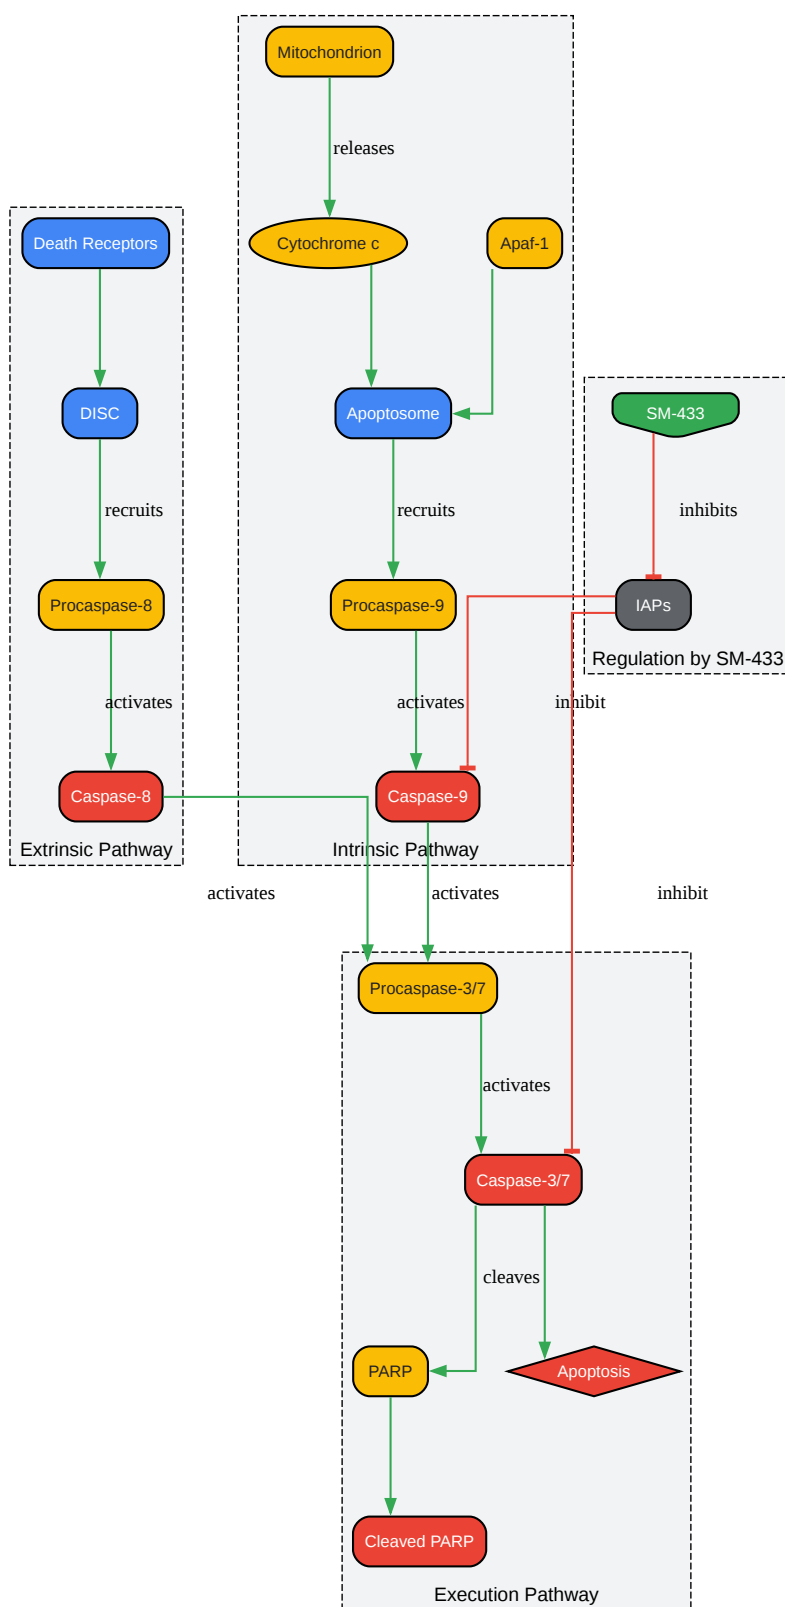 Mitochondrion
releases
Death Receptors
Cytochrome c
Apaf-1
DISC
Apoptosome
SM-433
recruits
recruits
inhibits
Procaspase-8
Procaspase-9
IAPs
Regulation by SM-433
activates
activates
inhibit
Caspase-8
Caspase-9
Extrinsic Pathway
Intrinsic Pathway
activates
activates
inhibit
Procaspase-3/7
activates
Caspase-3/7
cleaves
PARP
Apoptosis
Cleaved PARP
Execution Pathway